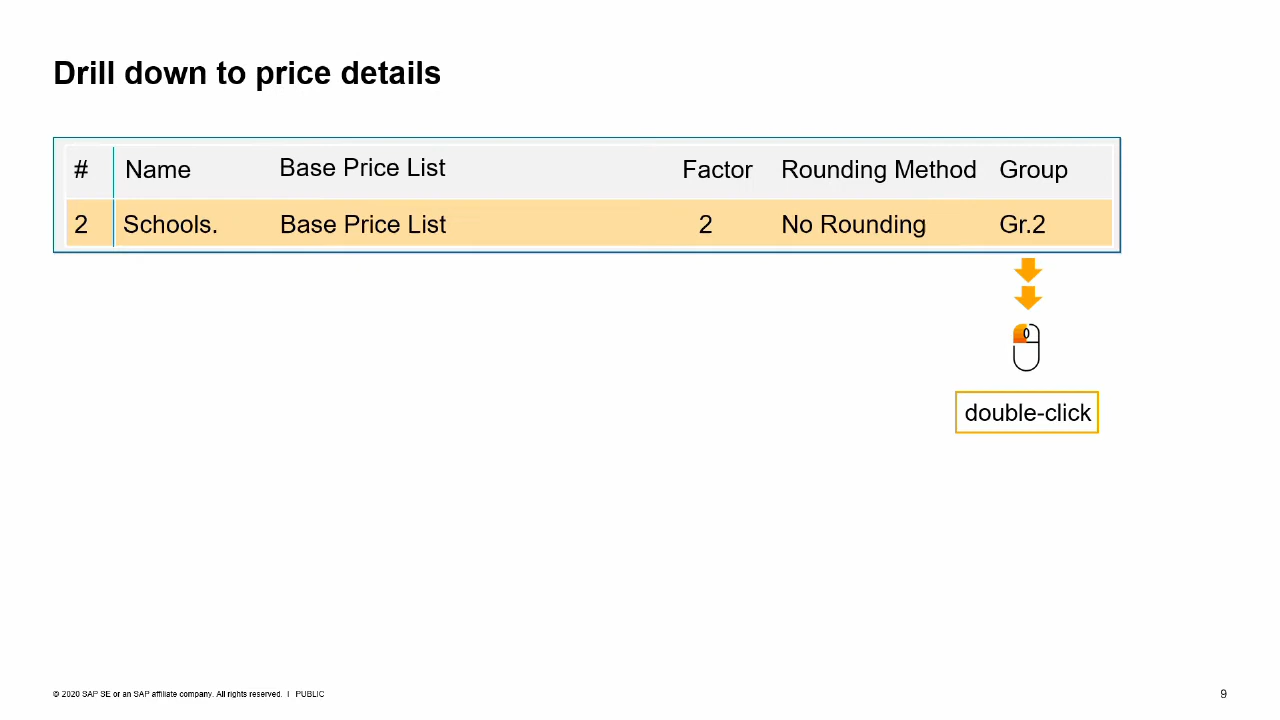 Drill down to price details
# Name Base Price List Factor Rounding Method Group
2 Schools. Base Price List 2 No Rounding Gr.2
double-click
© 2020 SAP SE or an SAP affiliate company. All rights reserved. I PUBLIC 9